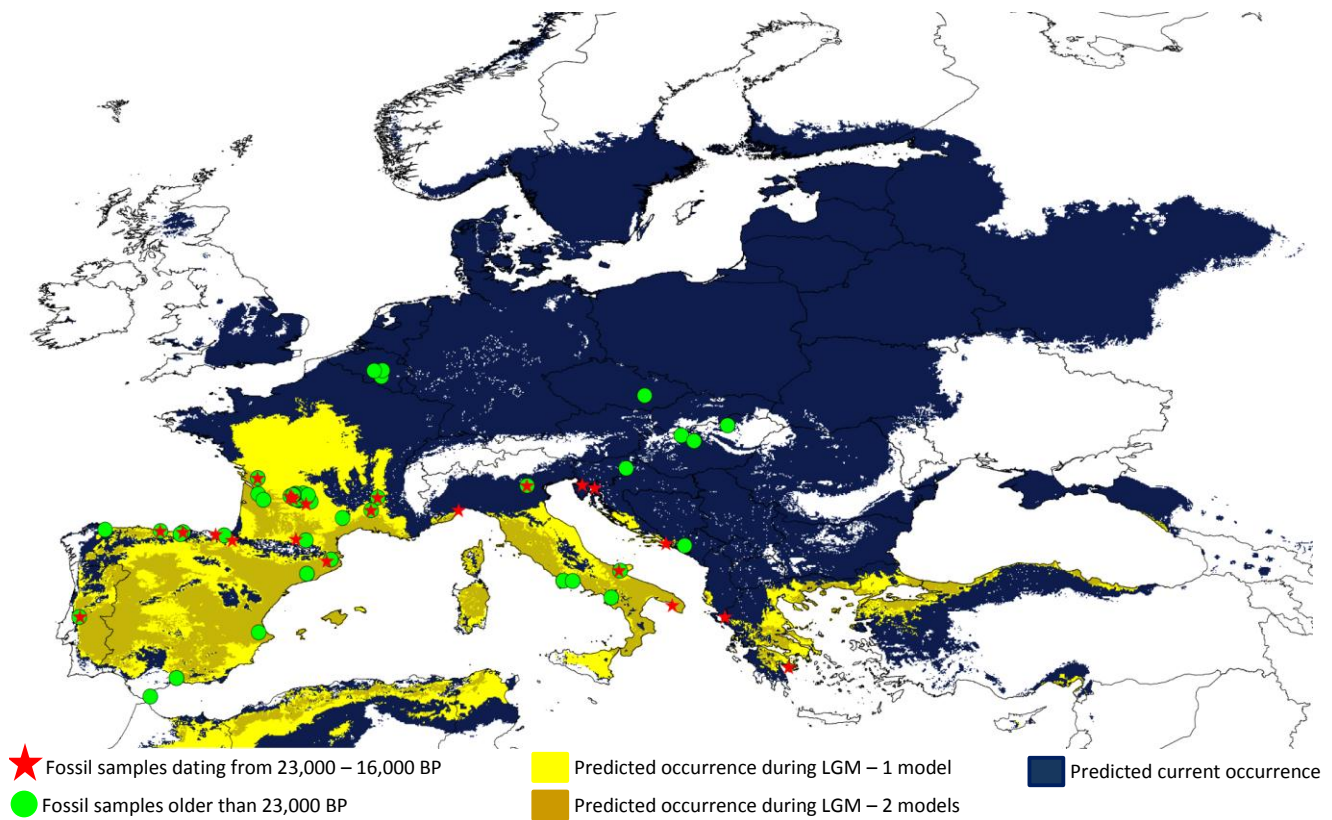 Fossil samples dating from 23,000 – 16,000 BP
Predicted occurrence during LGM – 1 model
Predicted current occurrence
Fossil samples older than 23,000 BP
Predicted occurrence during LGM – 2 models